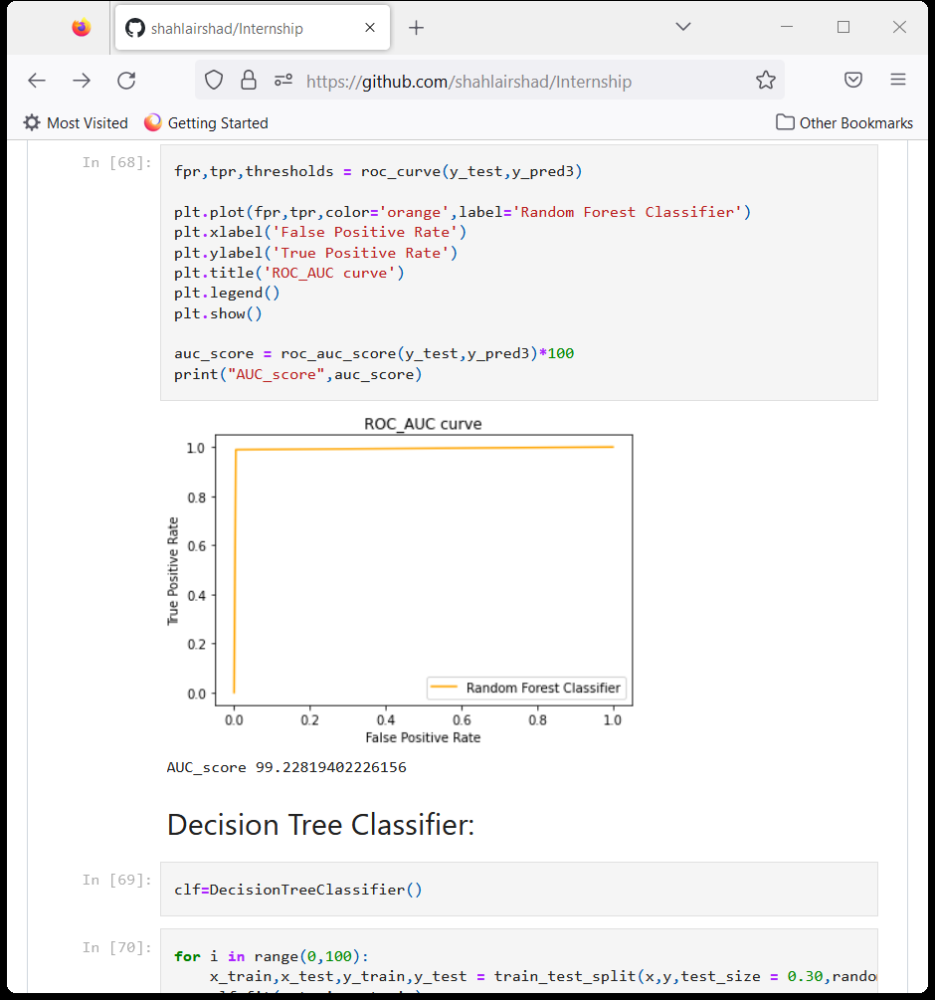 shahlairshad/Internship
https://github.com/shahlairshad/Internship
Most Visited
Getting Started
Other Bookmarks
In [68]:
fpr,tpr,thresholds = roc_curve(y_test,y_pred3)
plt.plot(fpr,tpr,color='orange',label='Random Forest Classifier')
plt.xlabel('False Positive Rate')
plt.ylabel('True Positive Rate')
plt.title('ROC_AUC curve')
plt.legend()
plt.show()
auc_score = roc_auc_score(y_test,y_pred3)*100
print("AUC_score",auc_score)
ROC_AUC curve
True Positive Rate
1.0
0.8
0.6
0.4
0.2
0.0
Random Forest Classifier
0.0 0.2 0.4 0.6 0.8 1.0
False Positive Rate
AUC_score 99.22819402226156
Decision Tree Classifier:
In [69]:
clf=DecisionTreeClassifier()
In [70]:
for i in range(0,100):
x_train,x_test,y_train,y_test = train_test_split(x,y,test_size = 0.30,rando